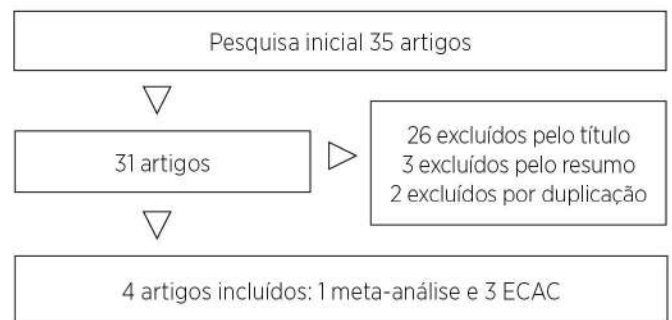 Pesquisa inicial 35 artigos
31 artigos
26 excluídos pelo título
3 excluídos pelo resumo
2 excluídos por duplicação
4 artigos incluídos: 1 meta-análise e 3 ECAC